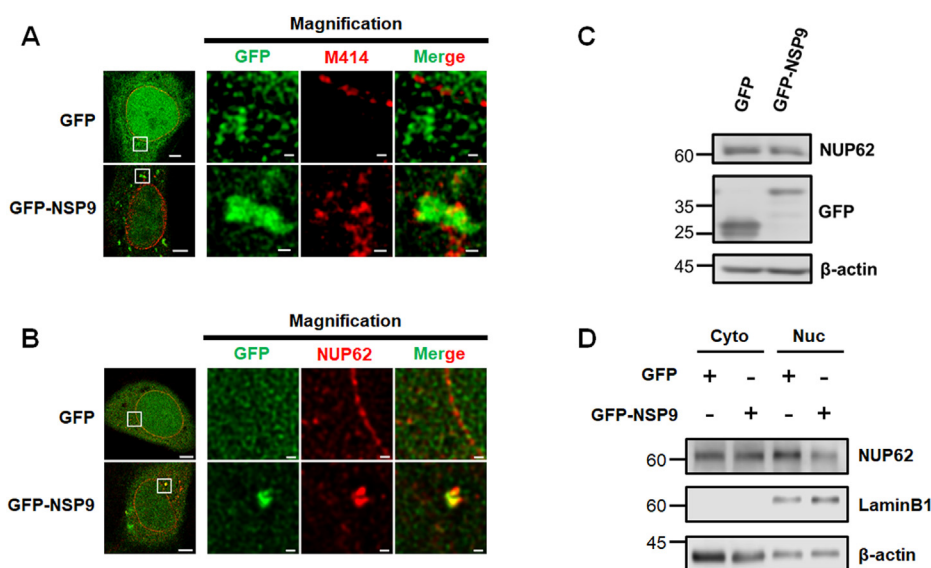 A
Magnification
GFP M414 Merge
GFP
GFP-NSP9
B
Magnification
GFP NUP62 Merge
GFP
GFP-NSP9
C
GFP GFP-NSP9
60 NUP62
35
25
GFP
45 β-actin
D
Cyto Nuc
GFP + - + -
GFP-NSP9 - + - +
60 NUP62
60 LaminB1
45 β-actin